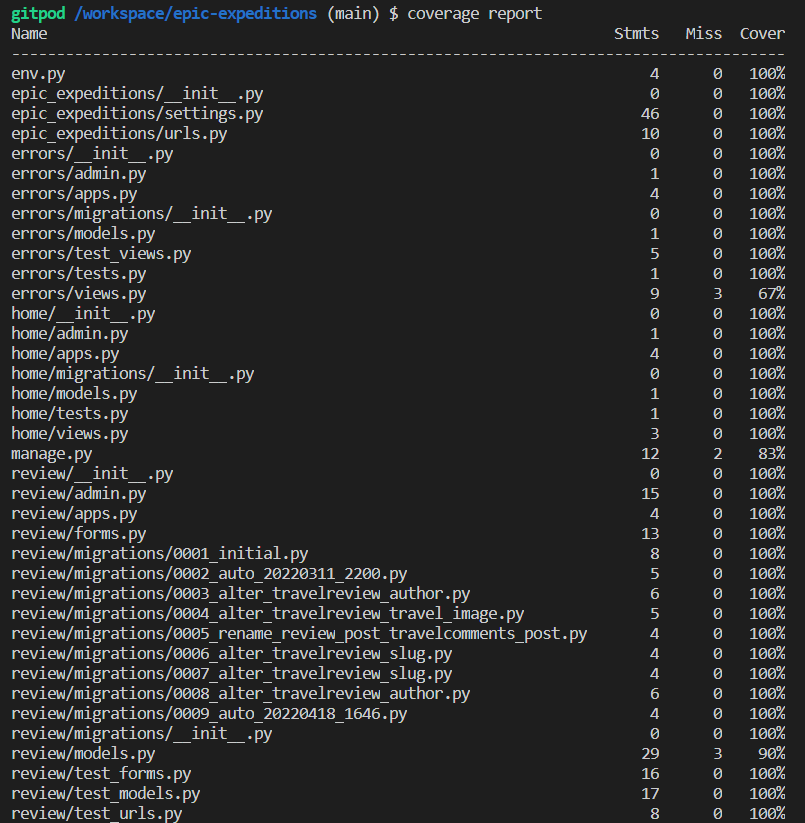 gitpod /workspace/epic-expeditions (main) $ coverage report
Name Stmts Miss Cover
--------------------------------------------------------------------------------------
env.py 4 0 100%
epic_expeditions/__init__.py 0 0 100%
epic_expeditions/settings.py 46 0 100%
epic_expeditions/urls.py 10 0 100%
errors/__init__.py 0 0 100%
errors/admin.py 1 0 100%
errors/apps.py 4 0 100%
errors/migrations/__init__.py 0 0 100%
errors/models.py 1 0 100%
errors/test_views.py 5 0 100%
errors/tests.py 1 0 100%
errors/views.py 9 3 67%
home/__init__.py 0 0 100%
home/admin.py 1 0 100%
home/apps.py 4 0 100%
home/migrations/__init__.py 0 0 100%
home/models.py 1 0 100%
home/tests.py 1 0 100%
home/views.py 3 0 100%
manage.py 12 2 83%
review/__init__.py 0 0 100%
review/admin.py 15 0 100%
review/apps.py 4 0 100%
review/forms.py 13 0 100%
review/migrations/0001_initial.py 8 0 100%
review/migrations/0002_auto_20220311_2200.py 5 0 100%
review/migrations/0003_alter_travelreview_author.py 6 0 100%
review/migrations/0004_alter_travelreview_travel_image.py 5 0 100%
review/migrations/0005_rename_review_post_travelcomments_post.py 4 0 100%
review/migrations/0006_alter_travelreview_slug.py 4 0 100%
review/migrations/0007_alter_travelreview_slug.py 4 0 100%
review/migrations/0008_alter_travelreview_author.py 6 0 100%
review/migrations/0009_auto_20220418_1646.py 4 0 100%
review/migrations/__init__.py 0 0 100%
review/models.py 29 3 90%
review/test_forms.py 16 0 100%
review/test_models.py 17 0 100%
review/test_urls.py 8 0 100%